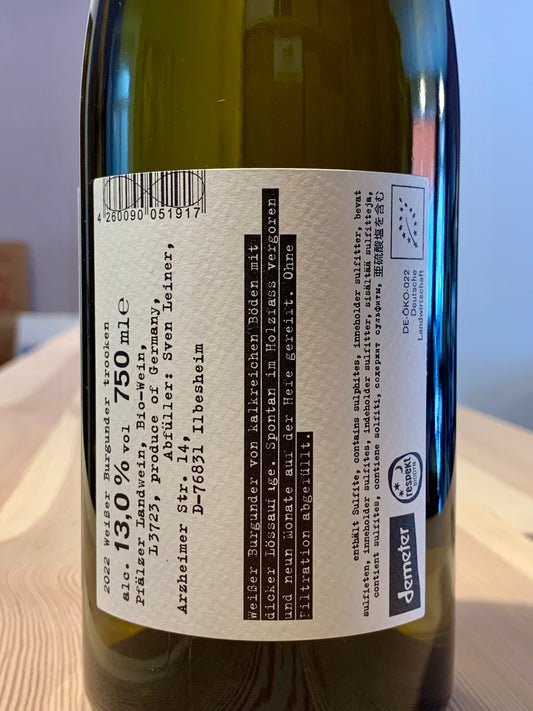 4 260090 051917
2022 Weißer Burgunder trocken
alc. 13,0 % vol 750 ml e
Pfälzer Landwein, Bio-Wein,
L3723, produce of Germany,
Abfüller: Sven Leiner,
Arzheimer Str. 14,
D-76831 Ilbesheim
Weißer Burgunder von kalkreichen Böden mit
dicker Lössauflage. Spontan im Holzfass vergoren
und neun Monate auf der Hefe gereift. Ohne
Filtration abgefüllt.
enthält Sulfite, contains sulphites, inneholder sulfitter, bevat
sulfieten, inneholder sulfites, indeholder sulfitter, sisältää sulfitteja,
contient sulfites, contiene solfiti, содержит сульфиты, 亜硫酸塩を含む
DE-ÖKO-022
Deutsche
Landwirtschaft
respekt
BIODYN
demeter